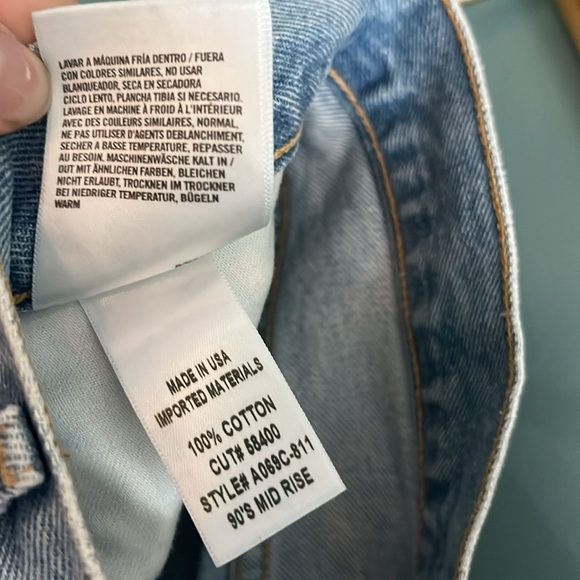 LAVAR A MÁQUINA FRÍA DENTRO / FUERA
CON COLORES SIMILARES, NO USAR
BLANQUEADOR, SECA EN SECADORA
CICLO LENTO, PLANCHA TIBIA SI NECESARIO.
LAVAGE EN MACHINE À FROID À L'INTÉRIEUR
AVEC DES COULEURS SIMILAIRES, NORMAL,
NE PAS UTILISER D'AGENTS DEBLANCHIMENT,
SECHER A BASSE TEMPERATURE, REPASSER
AU BESOIN. MASCHINENWÄSCHE KALT IN /
OUT MIT ÄHNLICHEN FARBEN, BLEICHEN
NICHT ERLAUBT, TROCKNEN IM TROCKNER
BEI NIEDRIGER TEMPERATUR, BÜGELN
WARM
MADE IN USA
IMPORTED MATERIALS
100% COTTON
CUT# 58400
STYLE# A069C-811
90'S MID RISE